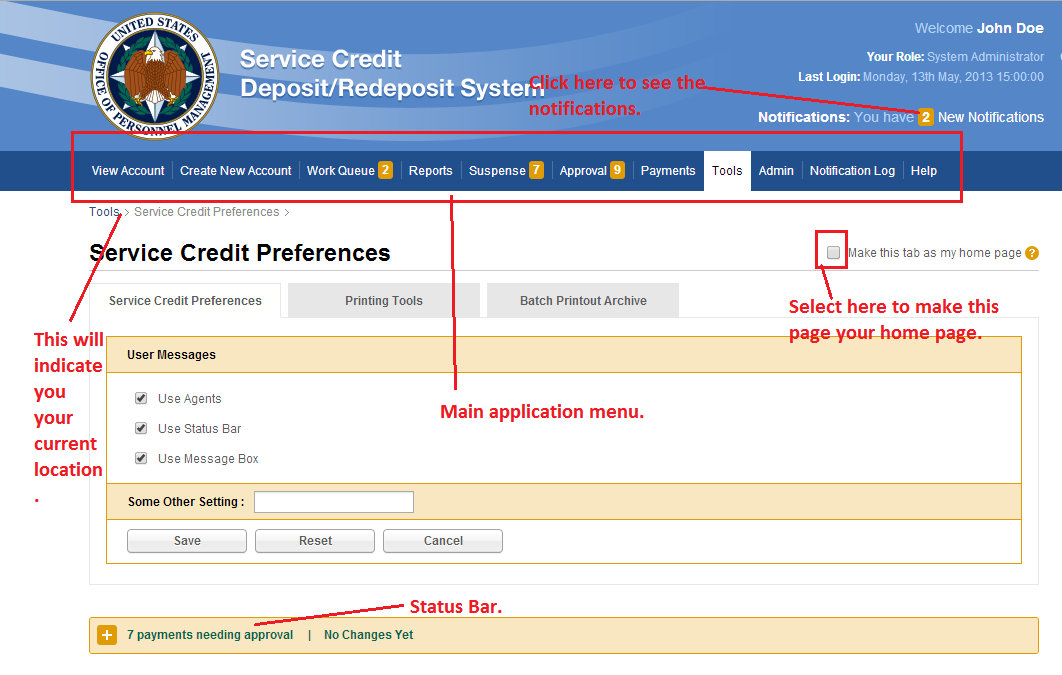 UNITED STATES
OFFICE OF PERSONNEL MANAGEMENT
Service Credit
Deposit/Redeposit System
Welcome John Doe
Your Role: System Administrator
Last Login: Monday, 13th May, 2013 15:00:00
Click here to see the
notifications.
Notifications: You have 2 New Notifications
View Account Create New Account Work Queue 2 Reports Suspense 7 Approval 9 Payments Tools Admin Notification Log Help
Tools > Service Credit Preferences >
Service Credit Preferences
Make this tab as my home page ?
Service Credit Preferences Printing Tools Batch Printout Archive
Select here to make this
page your home page.
This will
indicate
you
your
current
location
.
User Messages
Use Agents
Main application menu.
Use Status Bar
Use Message Box
Some Other Setting :
Save Reset Cancel
Status Bar.
+ 7 payments needing approval | No Changes Yet